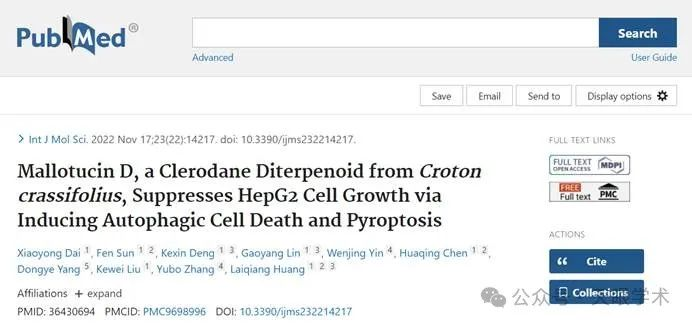 PubMed
Search
Advanced
User Guide
Save
Email
Send to
Display options
Int J Mol Sci. 2022 Nov 17;23(22):14217. doi: 10.3390/ijms232214217.
Mallotucin D, a Clerodane Diterpenoid from Croton
crassifolius, Suppresses HepG2 Cell Growth via
Inducing Autophagic Cell Death and Pyroptosis
Xiaoyong Dai 1, Fen Sun 1 2, Kexin Deng 1 3, Gaoyang Lin 1 3, Wenjing Yin 4, Huaqing Chen 1 2,
Dongye Yang 5, Kewei Liu 1, Yubo Zhang 4, Laiqiang Huang 1 2 3
Affiliations + expand
PMID: 36430694 PMCID: PMC9698996 DOI: 10.3390/ijms232214217
FULL TEXT LINKS
FULL TEXT
OPEN ACCESS
MDPI
FREE
Full text
PMC
ACTIONS
Cite
Collections
公众号
眼学术